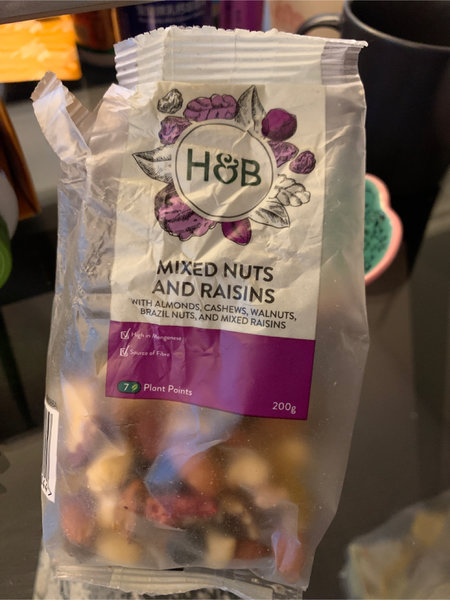 H&B
MIXED NUTS
AND RAISINS
WITH ALMONDS, CASHEWS, WALNUTS,
BRAZIL NUTS, AND MIXED RAISINS
High in Manganese
Source of Fibre
7 Plant Points
200g